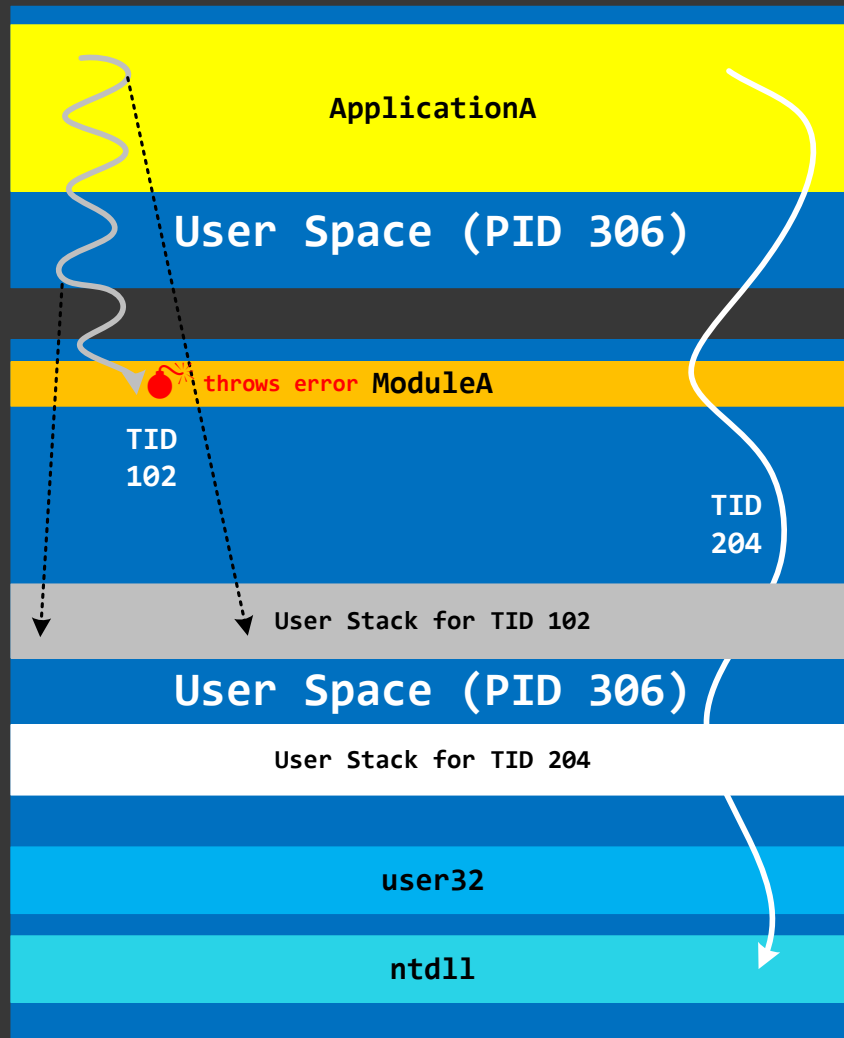 ApplicationA
User Space (PID 306)
throws error ModuleA
TID
102
TID
204
User Stack for TID 102
User Space (PID 306)
User Stack for TID 204
user32
ntdll